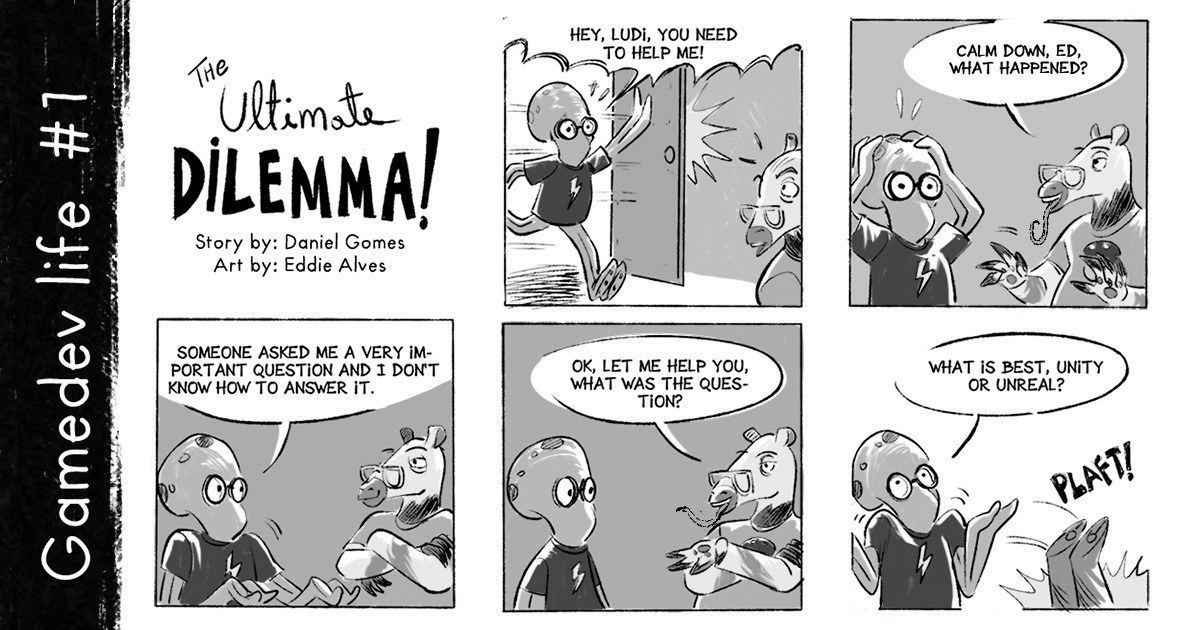 Gamedev life #1
The
Ultimate
DiLEMMA!
Story by: Daniel Gomes
Art by: Eddie Alves
HEY, LUDi, YOU NEED
TO HELP ME!
CALM DOWN, ED,
WHAT HAPPENED?
SOMEONE ASKED ME A VERY iM-
PORTANT QUESTION AND I DON'T
KNOW HOW TO ANSWER iT.
OK, LET ME HELP YOU,
WHAT WAS THE QUES-
TiON?
WHAT iS BEST, UNiTY
OR UNREAL?
PLAFT!